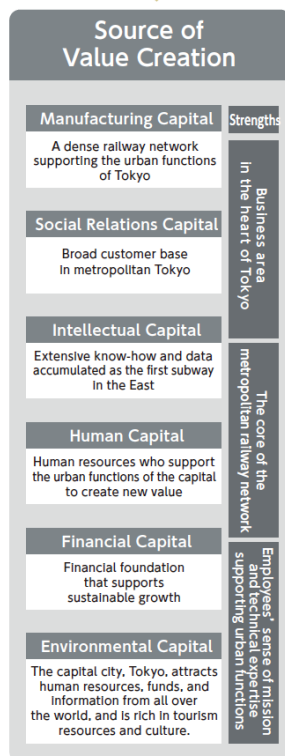 Source of
Value Creation
Manufacturing Capital
A dense railway network
supporting the urban functions
of Tokyo
Social Relations Capital
Broad customer base
in metropolitan Tokyo
Intellectual Capital
Extensive know-how and data
accumulated as the first subway
in the East
Human Capital
Human resources who support
the urban functions of the capital
to create new value
Financial Capital
Financial foundation
that supports
sustainable growth
Environmental Capital
The capital city, Tokyo, attracts
human resources, funds, and
information from all over
the world, and is rich in tourism
resources and culture.
Strengths
Business area
in the heart of Tokyo
The core of the
metropolitan railway network
Employees' sense of mission
and technical expertise
supporting urban functions